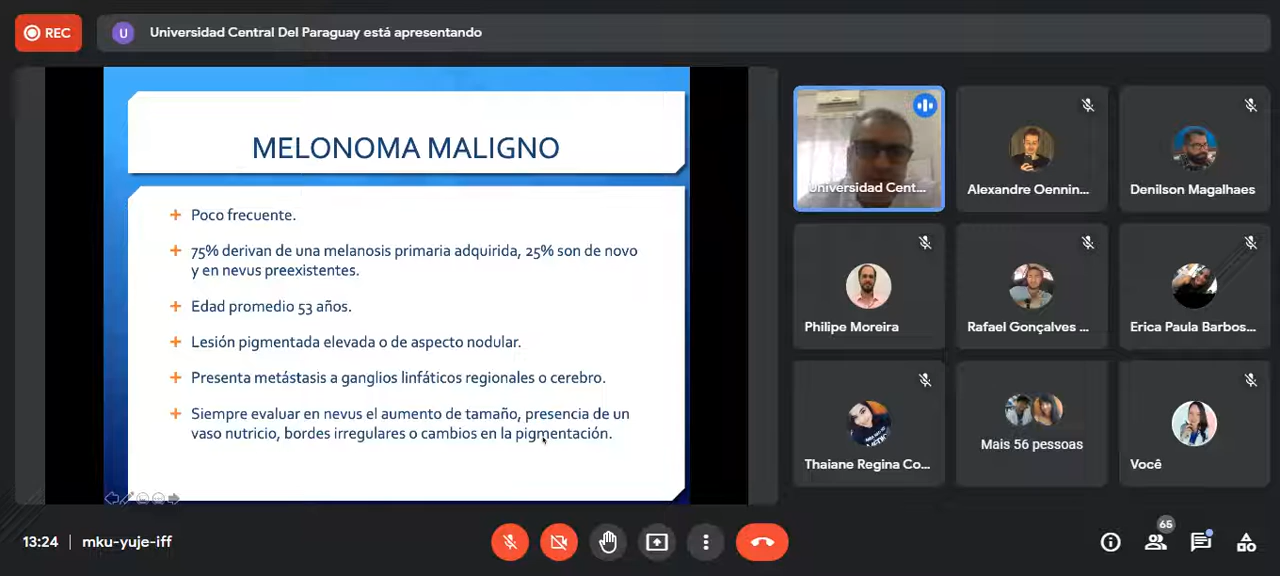 REC
U
Universidad Central Del Paraguay está apresentando
MELONOMA MALIGNO
+ Poco frecuente.
+ 75% derivan de una melanosis primaria adquirida, 25% son de novo
y en nevus preexistentes.
+ Edad promedio 53 años.
+ Lesión pigmentada elevada o de aspecto nodular.
+ Presenta metástasis a ganglios linfáticos regionales o cerebro.
+ Siempre evaluar en nevus el aumento de tamaño, presencia de un
vaso nutricio, bordes irregulares o cambios en la pigmentación.
Universidad Cent...
Alexandre Oennin...
Denilson Magalhaes
Philipe Moreira
Rafael Gonçalves ...
Erica Paula Barbos...
Thaiane Regina Co...
Mais 56 pessoas
Você
13:24 | mku-yuje-iff
65